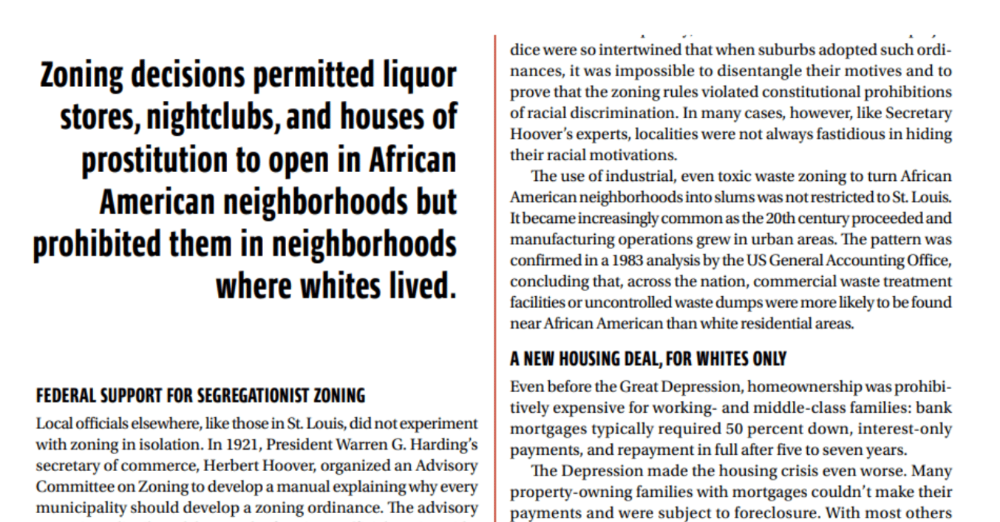 Zoning decisions permitted liquor
stores, nightclubs, and houses of
prostitution to open in African
American neighborhoods but
prohibited them in neighborhoods
where whites lived.
FEDERAL SUPPORT FOR SEGREGATIONIST ZONING
Local officials elsewhere, like those in St. Louis, did not experiment
with zoning in isolation. In 1921, President Warren G. Harding’s
secretary of commerce, Herbert Hoover, organized an Advisory
Committee on Zoning to develop a manual explaining why every
municipality should develop a zoning ordinance. The advisory
dice were so intertwined that when suburbs adopted such ordi-
nances, it was impossible to disentangle their motives and to
prove that the zoning rules violated constitutional prohibitions
of racial discrimination. In many cases, however, like Secretary
Hoover’s experts, localities were not always fastidious in hiding
their racial motivations.
The use of industrial, even toxic waste zoning to turn African
American neighborhoods into slums was not restricted to St. Louis.
It became increasingly common as the 20th century proceeded and
manufacturing operations grew in urban areas. The pattern was
confirmed in a 1983 analysis by the US General Accounting Office,
concluding that, across the nation, commercial waste treatment
facilities or uncontrolled waste dumps were more likely to be found
near African American than white residential areas.
A NEW HOUSING DEAL, FOR WHITES ONLY
Even before the Great Depression, homeownership was prohibi-
tively expensive for working- and middle-class families: bank
mortgages typically required 50 percent down, interest-only
payments, and repayment in full after five to seven years.
The Depression made the housing crisis even worse. Many
property-owning families with mortgages couldn’t make their
payments and were subject to foreclosure. With most others